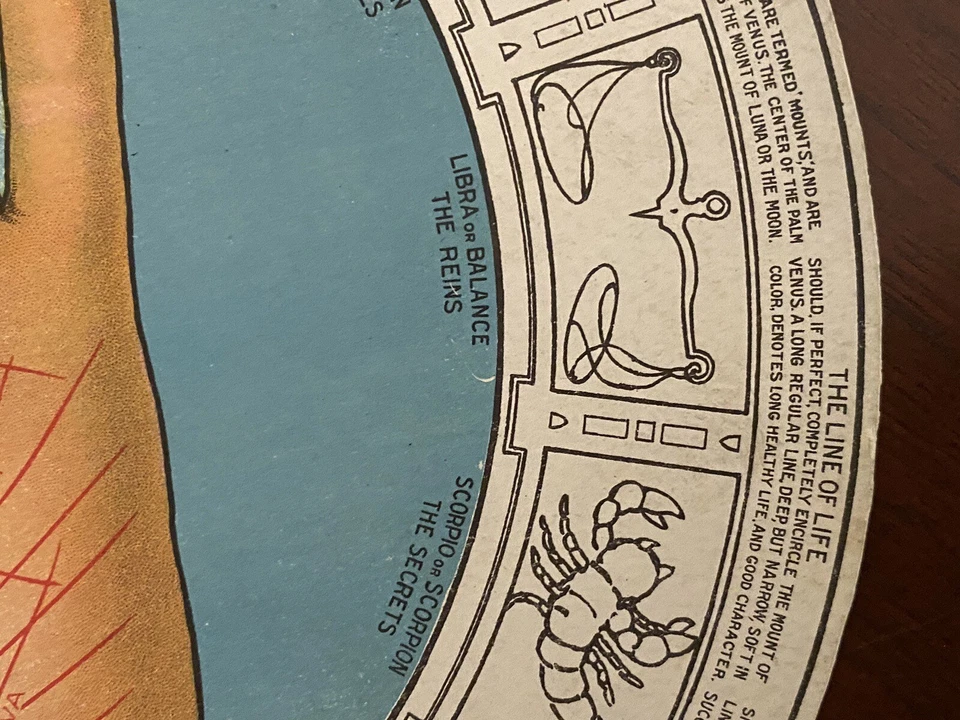 ARE TERMED 'MOUNTS,' AND ARE
F VENUS. THE CENTER OF THE PALM
THE MOUNT OF LUNA OR THE MOON.
THE LINE OF LIFE
SHOULD, IF PERFECT, COMPLETELY ENCIRCLE THE MOUNT OF
VENUS. A LONG REGULAR LINE, DEEP BUT NARROW, SOFT IN
COLOR, DENOTES LONG HEALTHY LIFE, AND GOOD CHARACTER.
LIBRA OR BALANCE
THE REINS
SCORPIO OR SCORPION
THE SECRETS